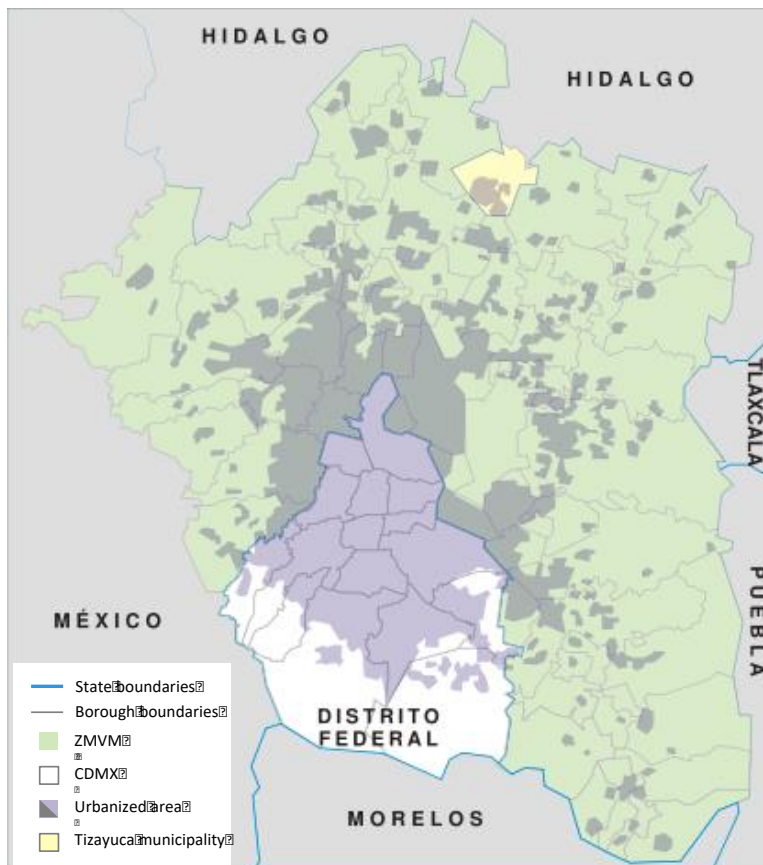 HIDALGO
HIDALGO
TLAXCALA
PUEBLA
MÉXICO
DISTRITO
FEDERAL
MORELOS
State boundaries
Borough boundaries
ZMVM
CDMX
Urbanized area
Tizayuca municipality